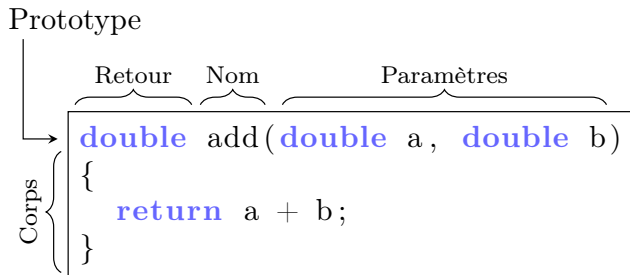 Prototype
Retour Nom Paramètres
double add(double a, double b)
Corps
{
return a + b;
}